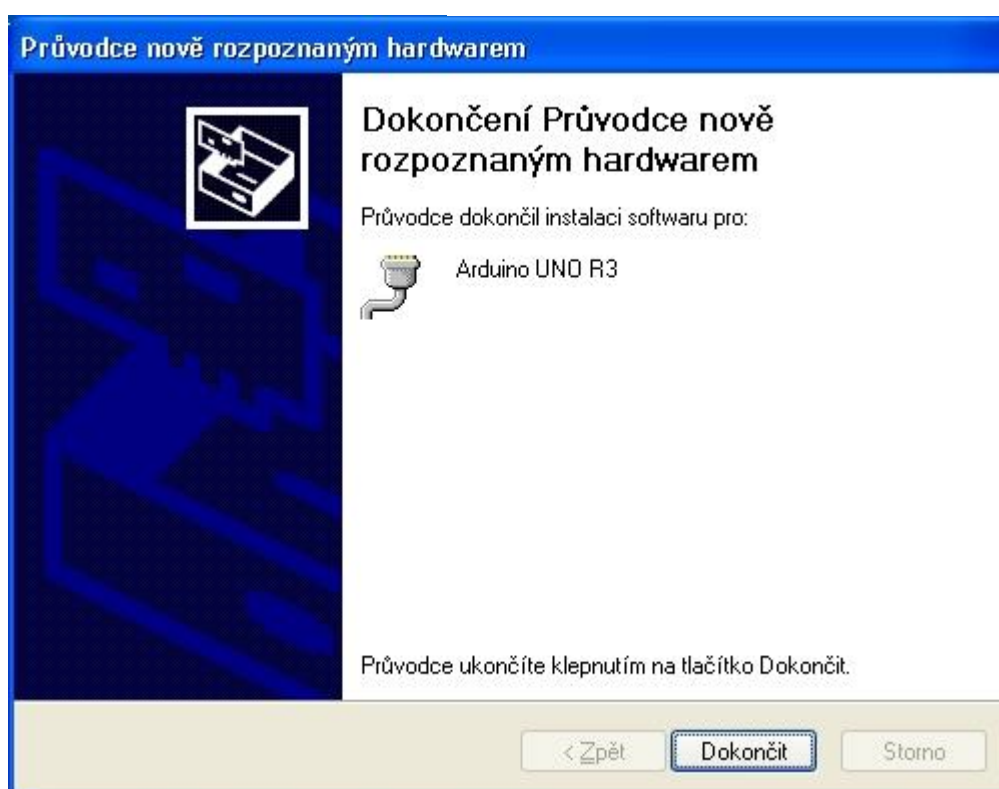 Průvodce nově rozpoznaným hardwarem
Dokončení Průvodce nově
rozpoznaným hardwarem
Průvodce dokončil instalaci softwaru pro:
Arduino UNO R3
Průvodce ukončíte klepnutím na tlačítko Dokončit.
< Zpět
Dokončit
Storno